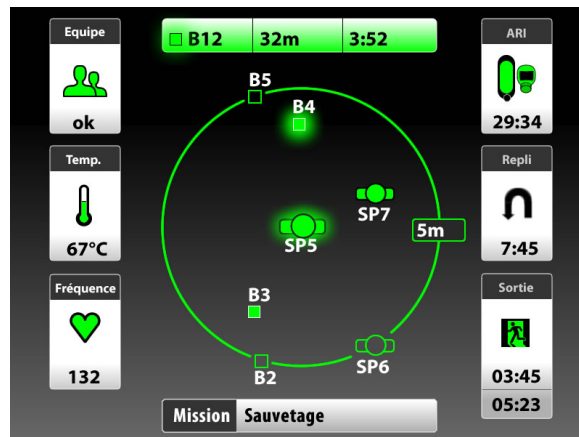 Equipe
ok
Temp.
67°C
Fréquence
132
B12 32m 3:52
B5
B4
SP7
5m
SP5
B3
SP6
B2
Mission Sauvetage
ARI
29:34
Repli
7:45
Sortie
03:45
05:23